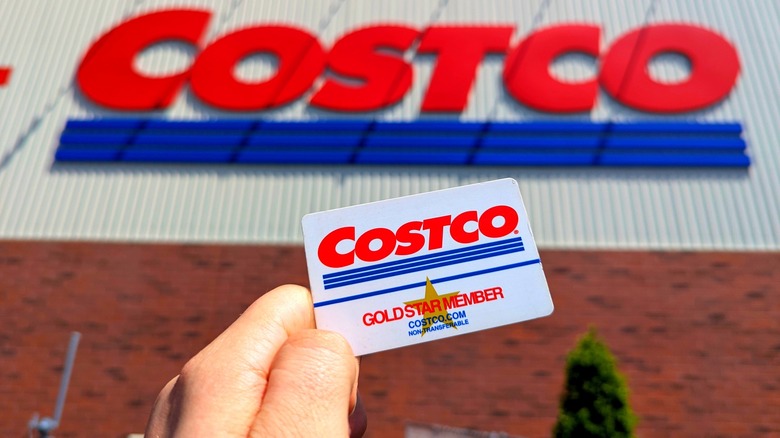 COSTCO
COSTCO
GOLD STAR MEMBER
COSTCO.COM
NON-TRANSFERABLE